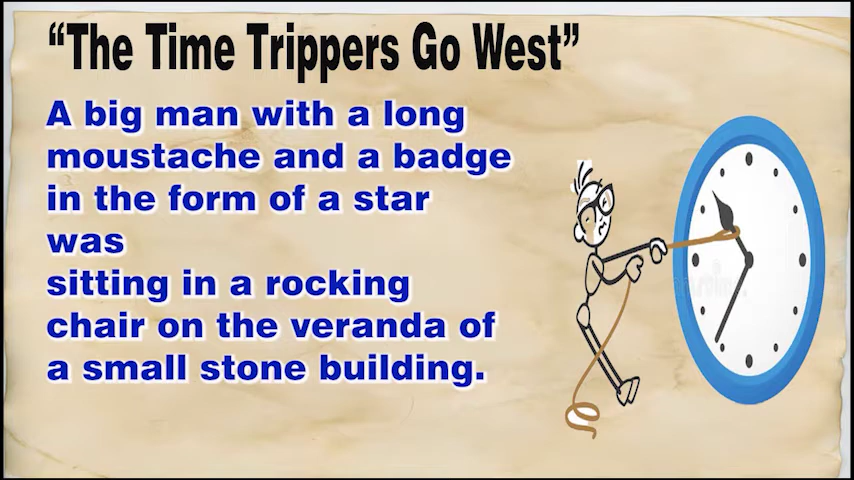 “The Time Trippers Go West”
A big man with a long
moustache and a badge
in the form of a star
was
sitting in a rocking
chair on the veranda of
a small stone building.